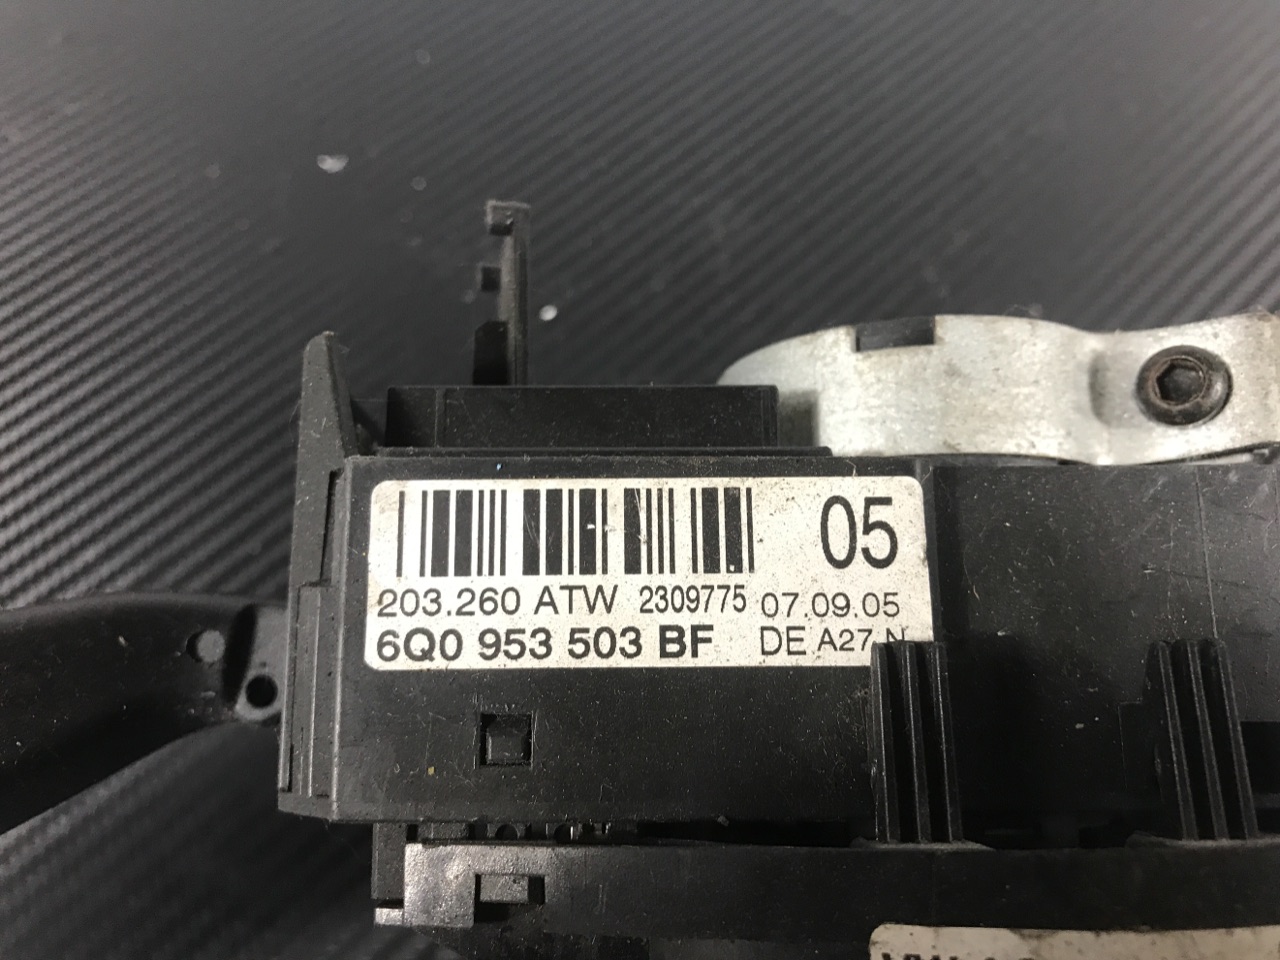 05
203.260 ATW 2309775 07.09.05
6Q0 953 503 BF DE A27 N